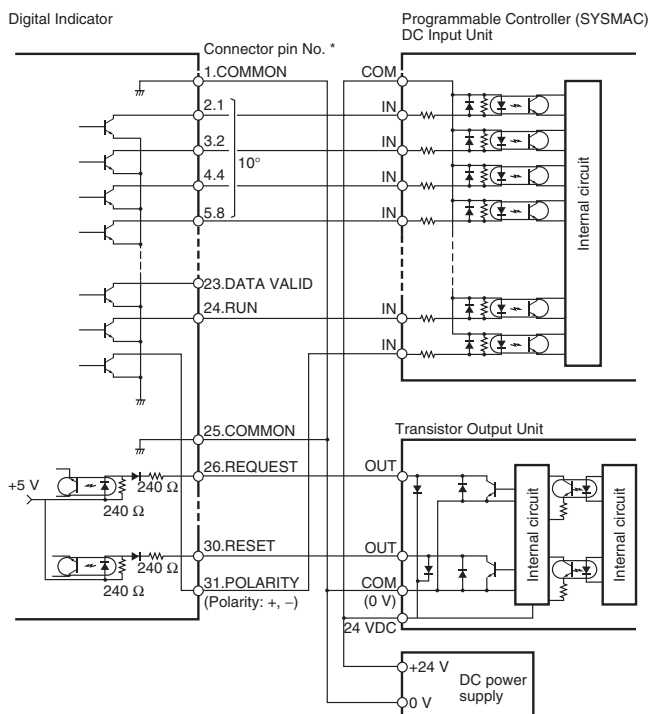 Digital Indicator
Programmable Controller (SYSMAC)
DC Input Unit
Connector pin No. *
1.COMMON
COM
2.1
IN
3.2
IN
10°
4.4
IN
5.8
IN
Internal circuit
23.DATA VALID
24.RUN
IN
IN
25.COMMON
Transistor Output Unit
26.REQUEST
OUT
+5 V
240 Ω
240 Ω
Internal circuit
Internal circuit
30.RESET
OUT
240 Ω
240 Ω
31.POLARITY
(Polarity: +, –)
COM
(0 V)
24 VDC
+24 V
DC power
supply
0 V